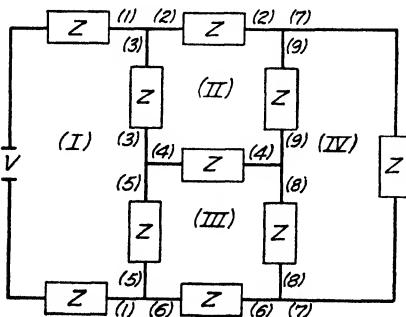 (1) (2) (2) (7)
Z Z
(3) (9)
(II)
Z Z
(I) (3) (9) (IV)
(4) (4)
V Z Z
(5) (8)
(III)
Z Z
(5) (8)
Z Z
(1) (6) (6) (7)